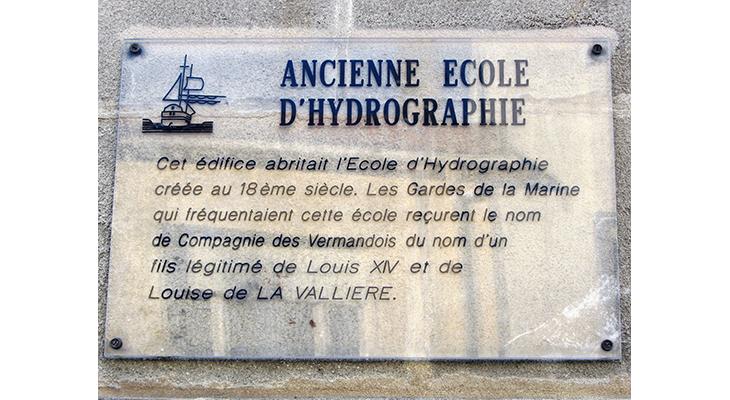 ANCIENNE ECOLE
D'HYDROGRAPHIE
Cet édifice abritait l'Ecole d'Hydrographie
créée au 18ème siècle. Les Gardes de la Marine
qui fréquentaient cette école reçurent le nom
de Compagnie des Vermandois du nom d'un
fils légitimé de Louis XIV et de
Louise de LA VALLIERE.